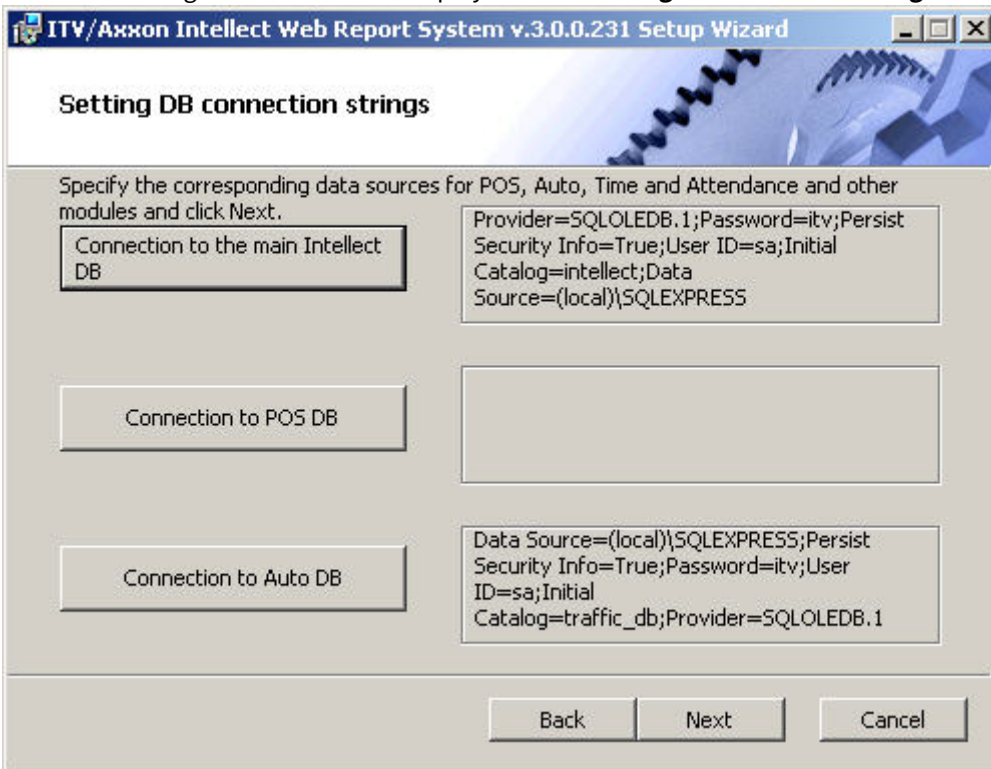 ITV/Axxon Intellect Web Report System v.3.0.0.231 Setup Wizard
Setting DB connection strings
Specify the corresponding data sources for POS, Auto, Time and Attendance and other
modules and click Next.
Connection to the main Intellect
DB
Provider=SQLOLEDB.1;Password=itv;Persist
Security Info=True;User ID=sa;Initial
Catalog=intellect;Data
Source=(local)\SQLEXPRESS
Connection to POS DB
Connection to Auto DB
Data Source=(local)\SQLEXPRESS;Persist
Security Info=True;Password=itv;User
ID=sa;Initial
Catalog=traffic_db;Provider=SQLOLEDB.1
Back
Next
Cancel